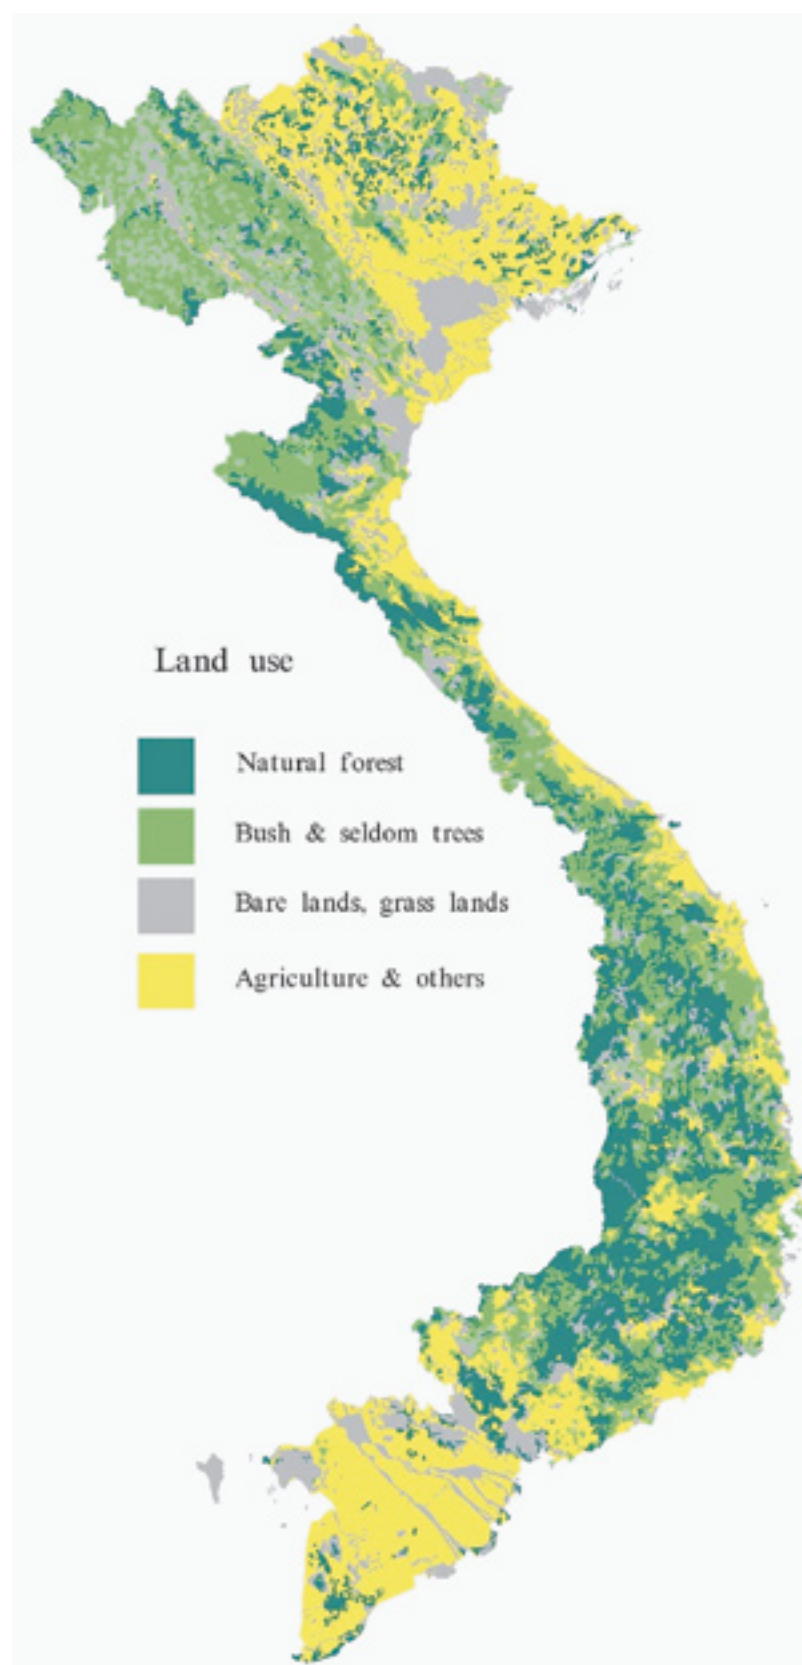 Land use
Natural forest
Bush & seldom trees
Bare lands, grass lands
Agriculture & others